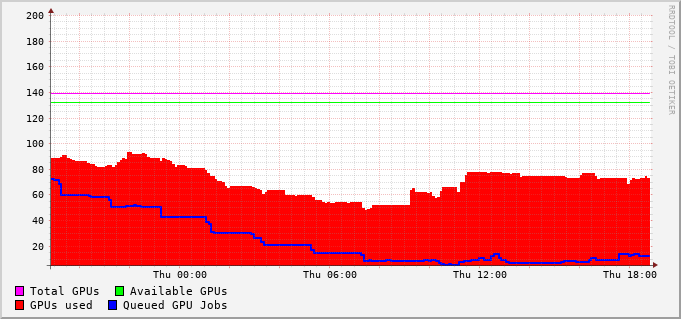 200
180
160
140
120
100
80
60
40
20
Thu 00:00 Thu 06:00 Thu 12:00 Thu 18:00
Total GPUs Available GPUs
GPUs used Queued GPU Jobs
RRDTOOL / TOBI OETIKER